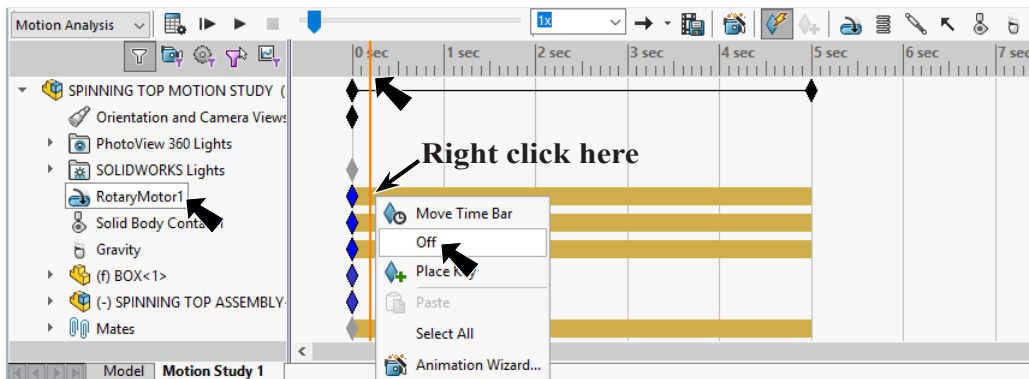 Motion Analysis
1x
0 sec 1 sec 2 sec 3 sec 4 sec 5 sec 6 sec 7 sec
SPINNING TOP MOTION STUDY (
Orientation and Camera Views
PhotoView 360 Lights
Right click here
SOLIDWORKS Lights
RotaryMotor1
Move Time Bar
Solid Body Conta
Off
Gravity
(f) BOX<1>
Place K y
(-) SPINNING TOP ASSEMBLY-
Paste
Mates
Select All
Animation Wizard...
Model Motion Study 1